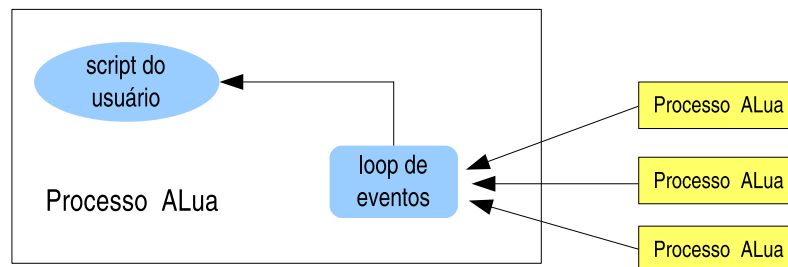 script do
usuário
loop de
eventos
Processo ALua
Processo ALua
Processo ALua
Processo ALua